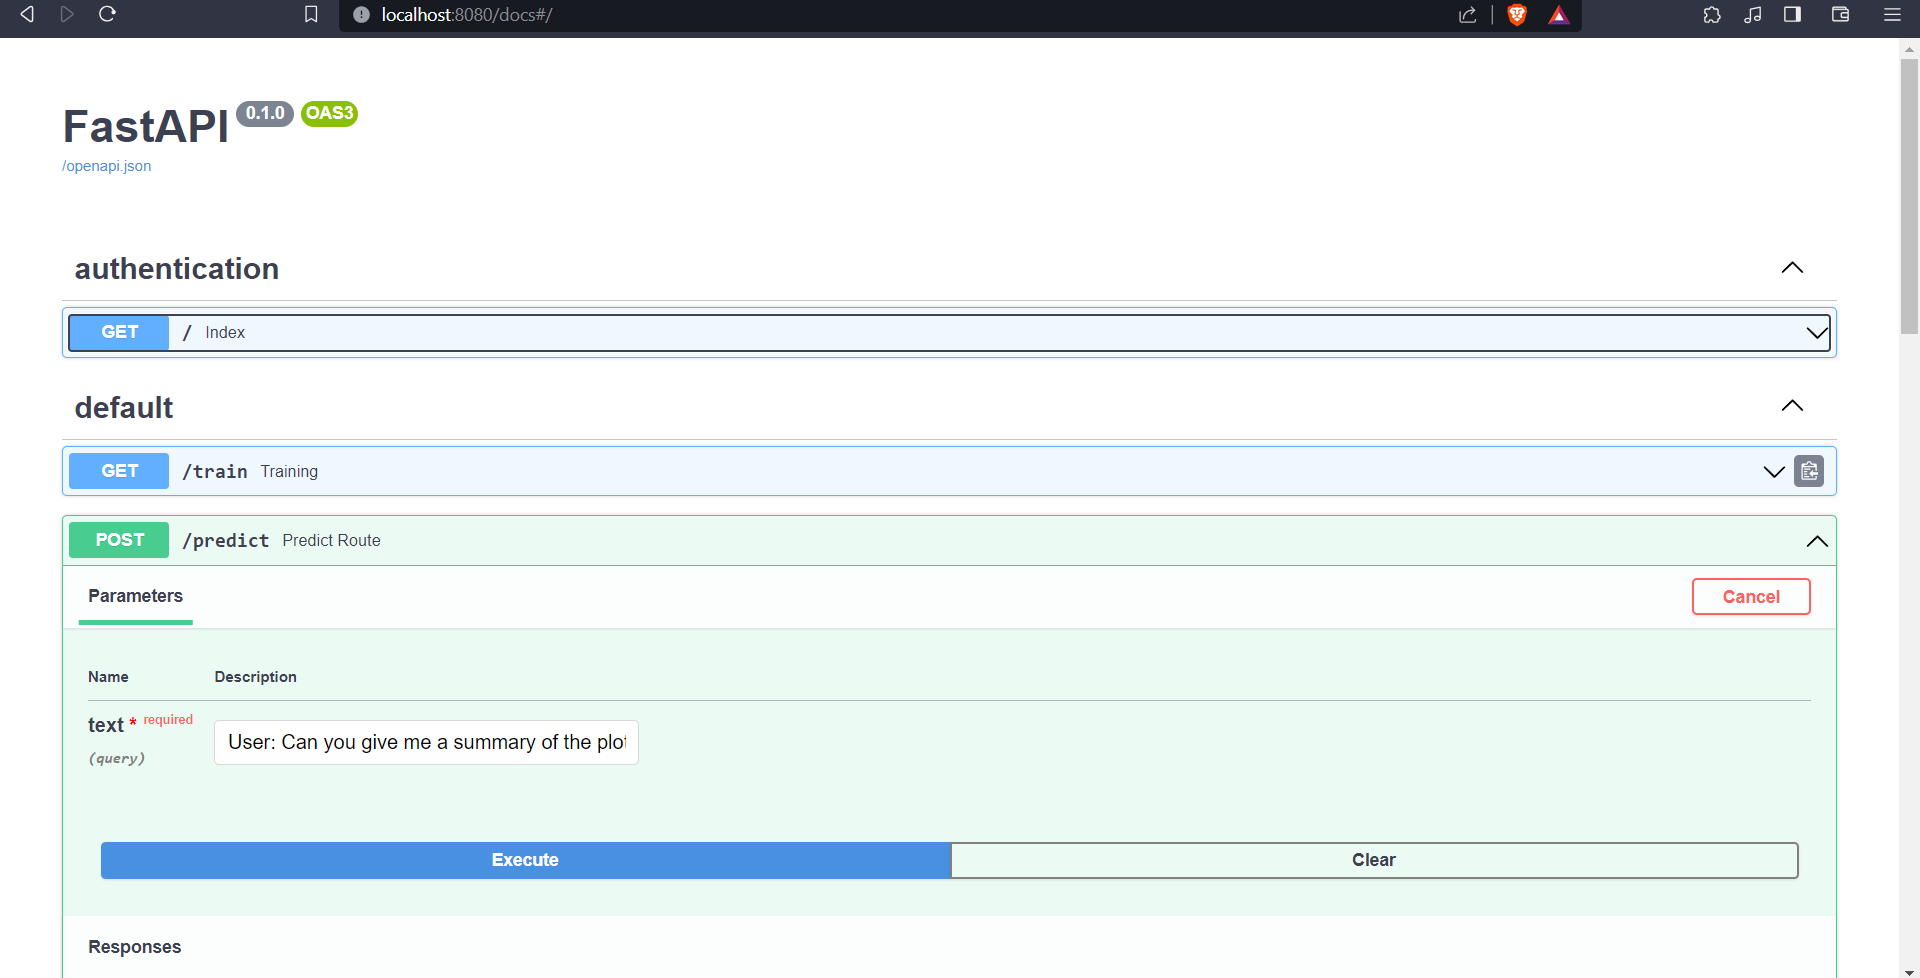 localhost:8080/docs#/
FastAPI 0.1.0 OAS3
/openapi.json
authentication
GET / Index
default
GET /train Training
POST /predict Predict Route
Parameters
Cancel
Name Description
text * required
(query)
User: Can you give me a summary of the plot
Execute Clear
Responses